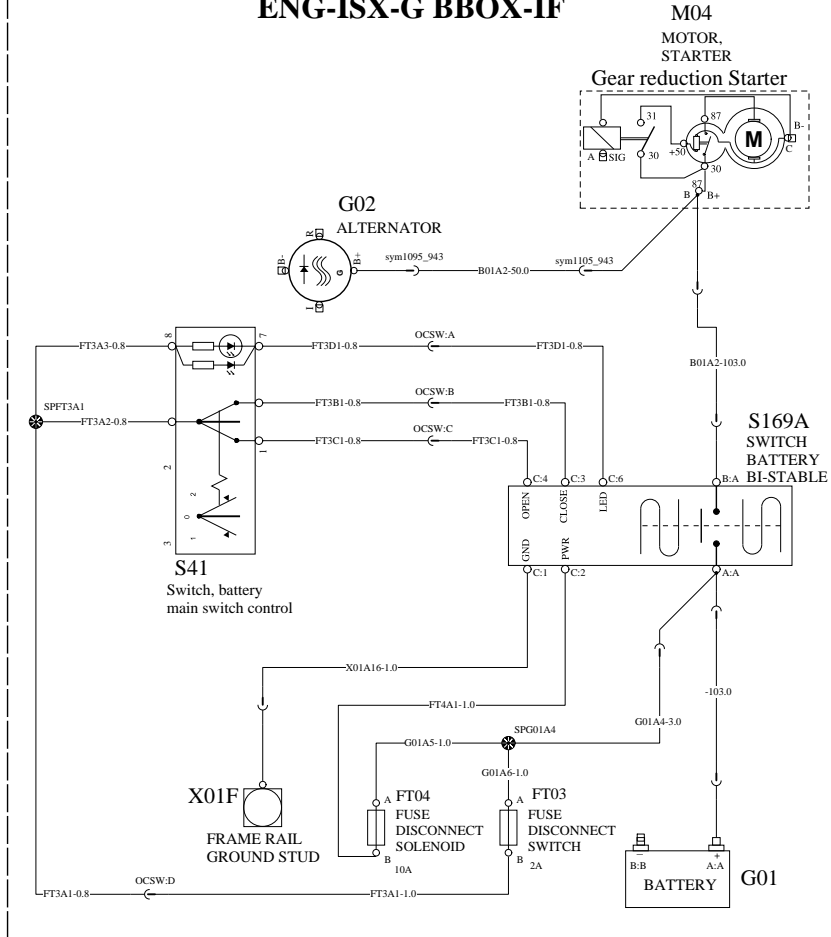 ENG-ISX-G BBOX-IF
M04
MOTOR,
STARTER
Gear reduction Starter
31
87
B-
M
A
SIG
30
+50
C
30
87
B
B+
G02
ALTERNATOR
R
B-
G
B+
I
sym1095_943
B01A2-50.0
sym1105_943
B01A2-103.0
8
7
FT3A3-0.8
FT3D1-0.8
OCSW:A
FT3D1-0.8
SPFT3A1
FT3A2-0.8
FT3B1-0.8
OCSW:B
FT3B1-0.8
FT3C1-0.8
OCSW:C
FT3C1-0.8
1
2
3
2
0
1
S41
Switch, battery
main switch control
S169A
SWITCH
BATTERY
BI-STABLE
C:4
C:3
C:6
B:A
OPEN
CLOSE
LED
GND
PWR
C:1
C:2
A:A
X01A16-1.0
FT4A1-1.0
-103.0
G01A4-3.0
SPG01A4
G01A5-1.0
G01A6-1.0
X01F
FRAME RAIL
GROUND STUD
A
FT04
FUSE
DISCONNECT
SOLENOID
B
10A
A
FT03
FUSE
DISCONNECT
SWITCH
B
2A
− +
B:B
A:A
BATTERY
G01
FT3A1-0.8
OCSW:D
FT3A1-1.0